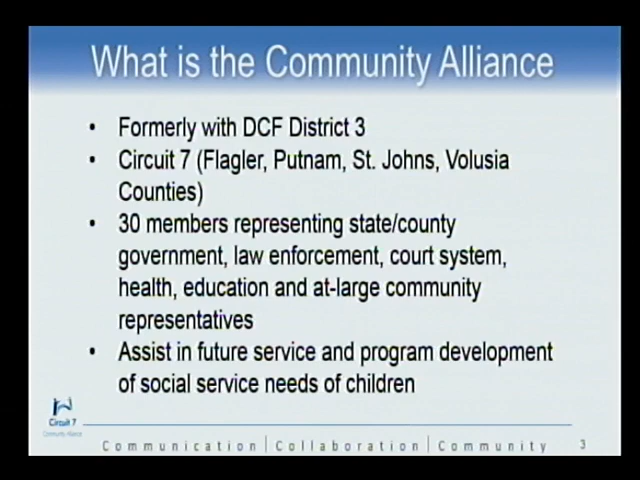 What is the Community Alliance
• Formerly with DCF District 3
• Circuit 7 (Flagler, Putnam, St. Johns, Volusia
Counties)
• 30 members representing state/county
government, law enforcement, court system,
health, education and at-large community
representatives
• Assist in future service and program development
of social service needs of children
Circuit 7
Community Alliance
Communication | Collaboration | Community
3